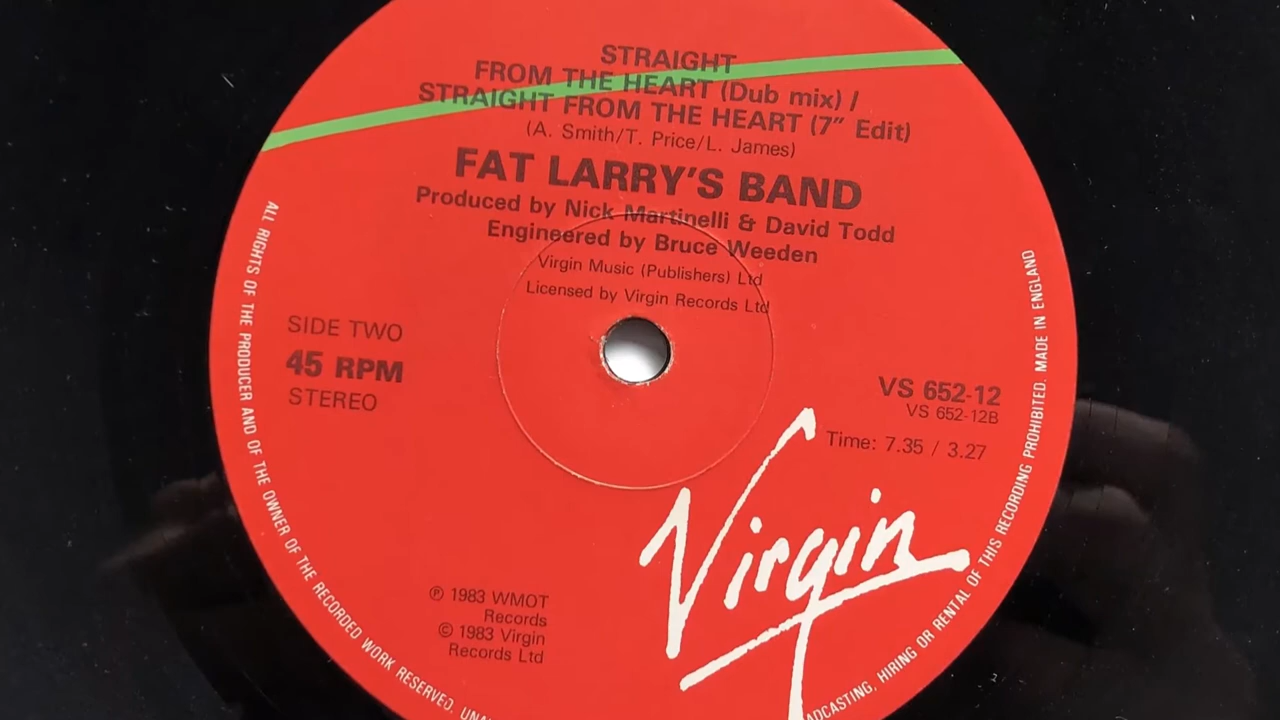 STRAIGHT
FROM THE HEART (Dub mix) /
STRAIGHT FROM THE HEART (7" Edit)
(A. Smith/T. Price/L. James)
FAT LARRY'S BAND
Produced by Nick Martinelli & David Todd
Engineered by Bruce Weeden
Virgin Music (Publishers) Ltd
Licensed by Virgin Records Ltd
SIDE TWO
45 RPM
STEREO
VS 652-12
VS 652-12B
Time: 7.35 / 3.27
Virgin
℗ 1983 WMOT
Records
© 1983 Virgin
Records Ltd
ALL RIGHTS OF THE PRODUCER AND OF THE OWNER OF THE RECORDED WORK RESERVED.
HIRING OR RENTAL OF THIS RECORDING PROHIBITED. MADE IN ENGLAND